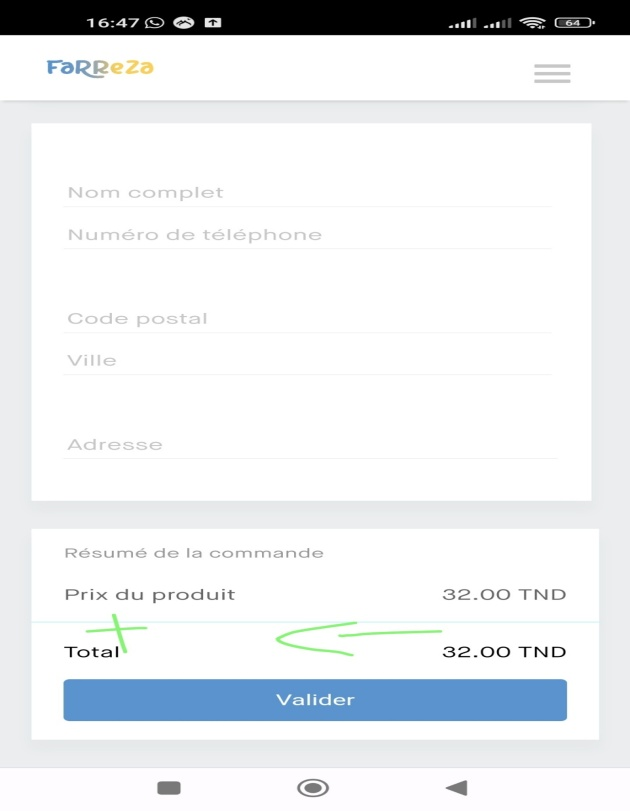 16:47
64
FaRReZa
Nom complet
Numéro de téléphone
Code postal
Ville
Adresse
Résumé de la commande
Prix du produit 32.00 TND
Total 32.00 TND
Valider